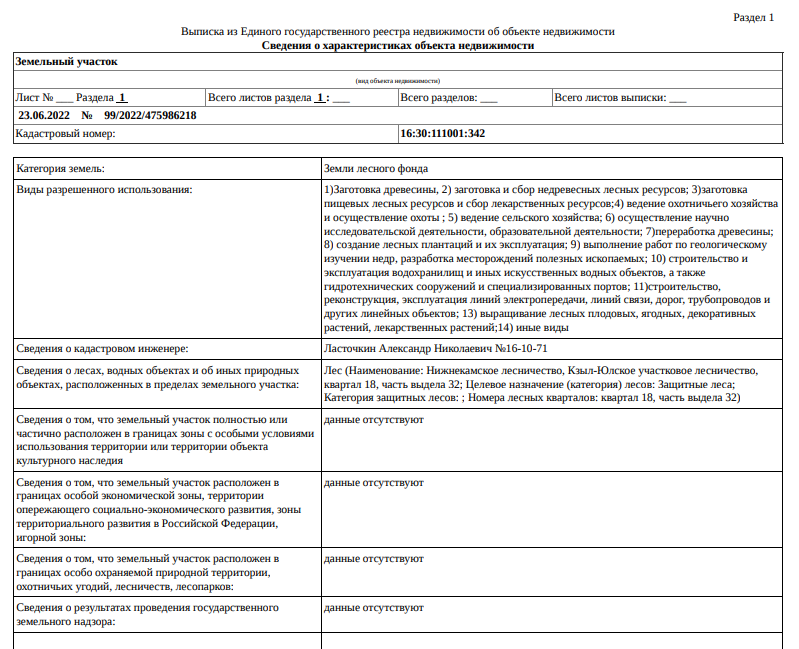 Раздел 1
Выписка из Единого государственного реестра недвижимости об объекте недвижимости
Сведения о характеристиках объекта недвижимости
Земельный участок
(вид объекта недвижимости)
Лист № ___ Раздела 1 Всего листов раздела 1 : ___ Всего разделов: ___ Всего листов выписки: ___
23.06.2022 № 99/2022/475986218
Кадастровый номер: 16:30:111001:342
Категория земель: Земли лесного фонда
Виды разрешенного использования: 1)Заготовка древесины, 2) заготовка и сбор недревесных лесных ресурсов; 3)заготовка
пищевых лесных ресурсов и сбор лекарственных ресурсов;4) ведение охотничьего хозяйства
и осуществление охоты ; 5) ведение сельского хозяйства; 6) осуществление научно
исследовательской деятельности, образовательной деятельности; 7)переработка древесины;
8) создание лесных плантаций и их эксплуатация; 9) выполнение работ по геологическому
изучении недр, разработка месторождений полезных ископаемых; 10) строительство и
эксплуатация водохранилищ и иных искусственных водных объектов, а также
гидротехнических сооружений и специализированных портов; 11)строительство,
реконструкция, эксплуатация линий электропередачи, линий связи, дорог, трубопроводов и
других линейных объектов; 13) выращивание лесных плодовых, ягодных, декоративных
растений, лекарственных растений;14) иные виды
Сведения о кадастровом инженере: Ласточкин Александр Николаевич №16-10-71
Сведения о лесах, водных объектах и об иных природных
объектах, расположенных в пределах земельного участка:
Лес (Наименование: Нижнекамское лесничество, Кзыл-Юлское участковое лесничество,
квартал 18, часть выдела 32; Целевое назначение (категория) лесов: Защитные леса;
Категория защитных лесов: ; Номера лесных кварталов: квартал 18, часть выдела 32)
Сведения о том, что земельный участок полностью или
частично расположен в границах зоны с особыми условиями
использования территории или территории объекта
культурного наследия
данные отсутствуют
Сведения о том, что земельный участок расположен в
границах особой экономической зоны, территории
опережающего социально-экономического развития, зоны
территориального развития в Российской Федерации,
игорной зоны:
данные отсутствуют
Сведения о том, что земельный участок расположен в
границах особо охраняемой природной территории,
охотничьих угодий, лесничеств, лесопарков:
данные отсутствуют
Сведения о результатах проведения государственного
земельного надзора:
данные отсутствуют